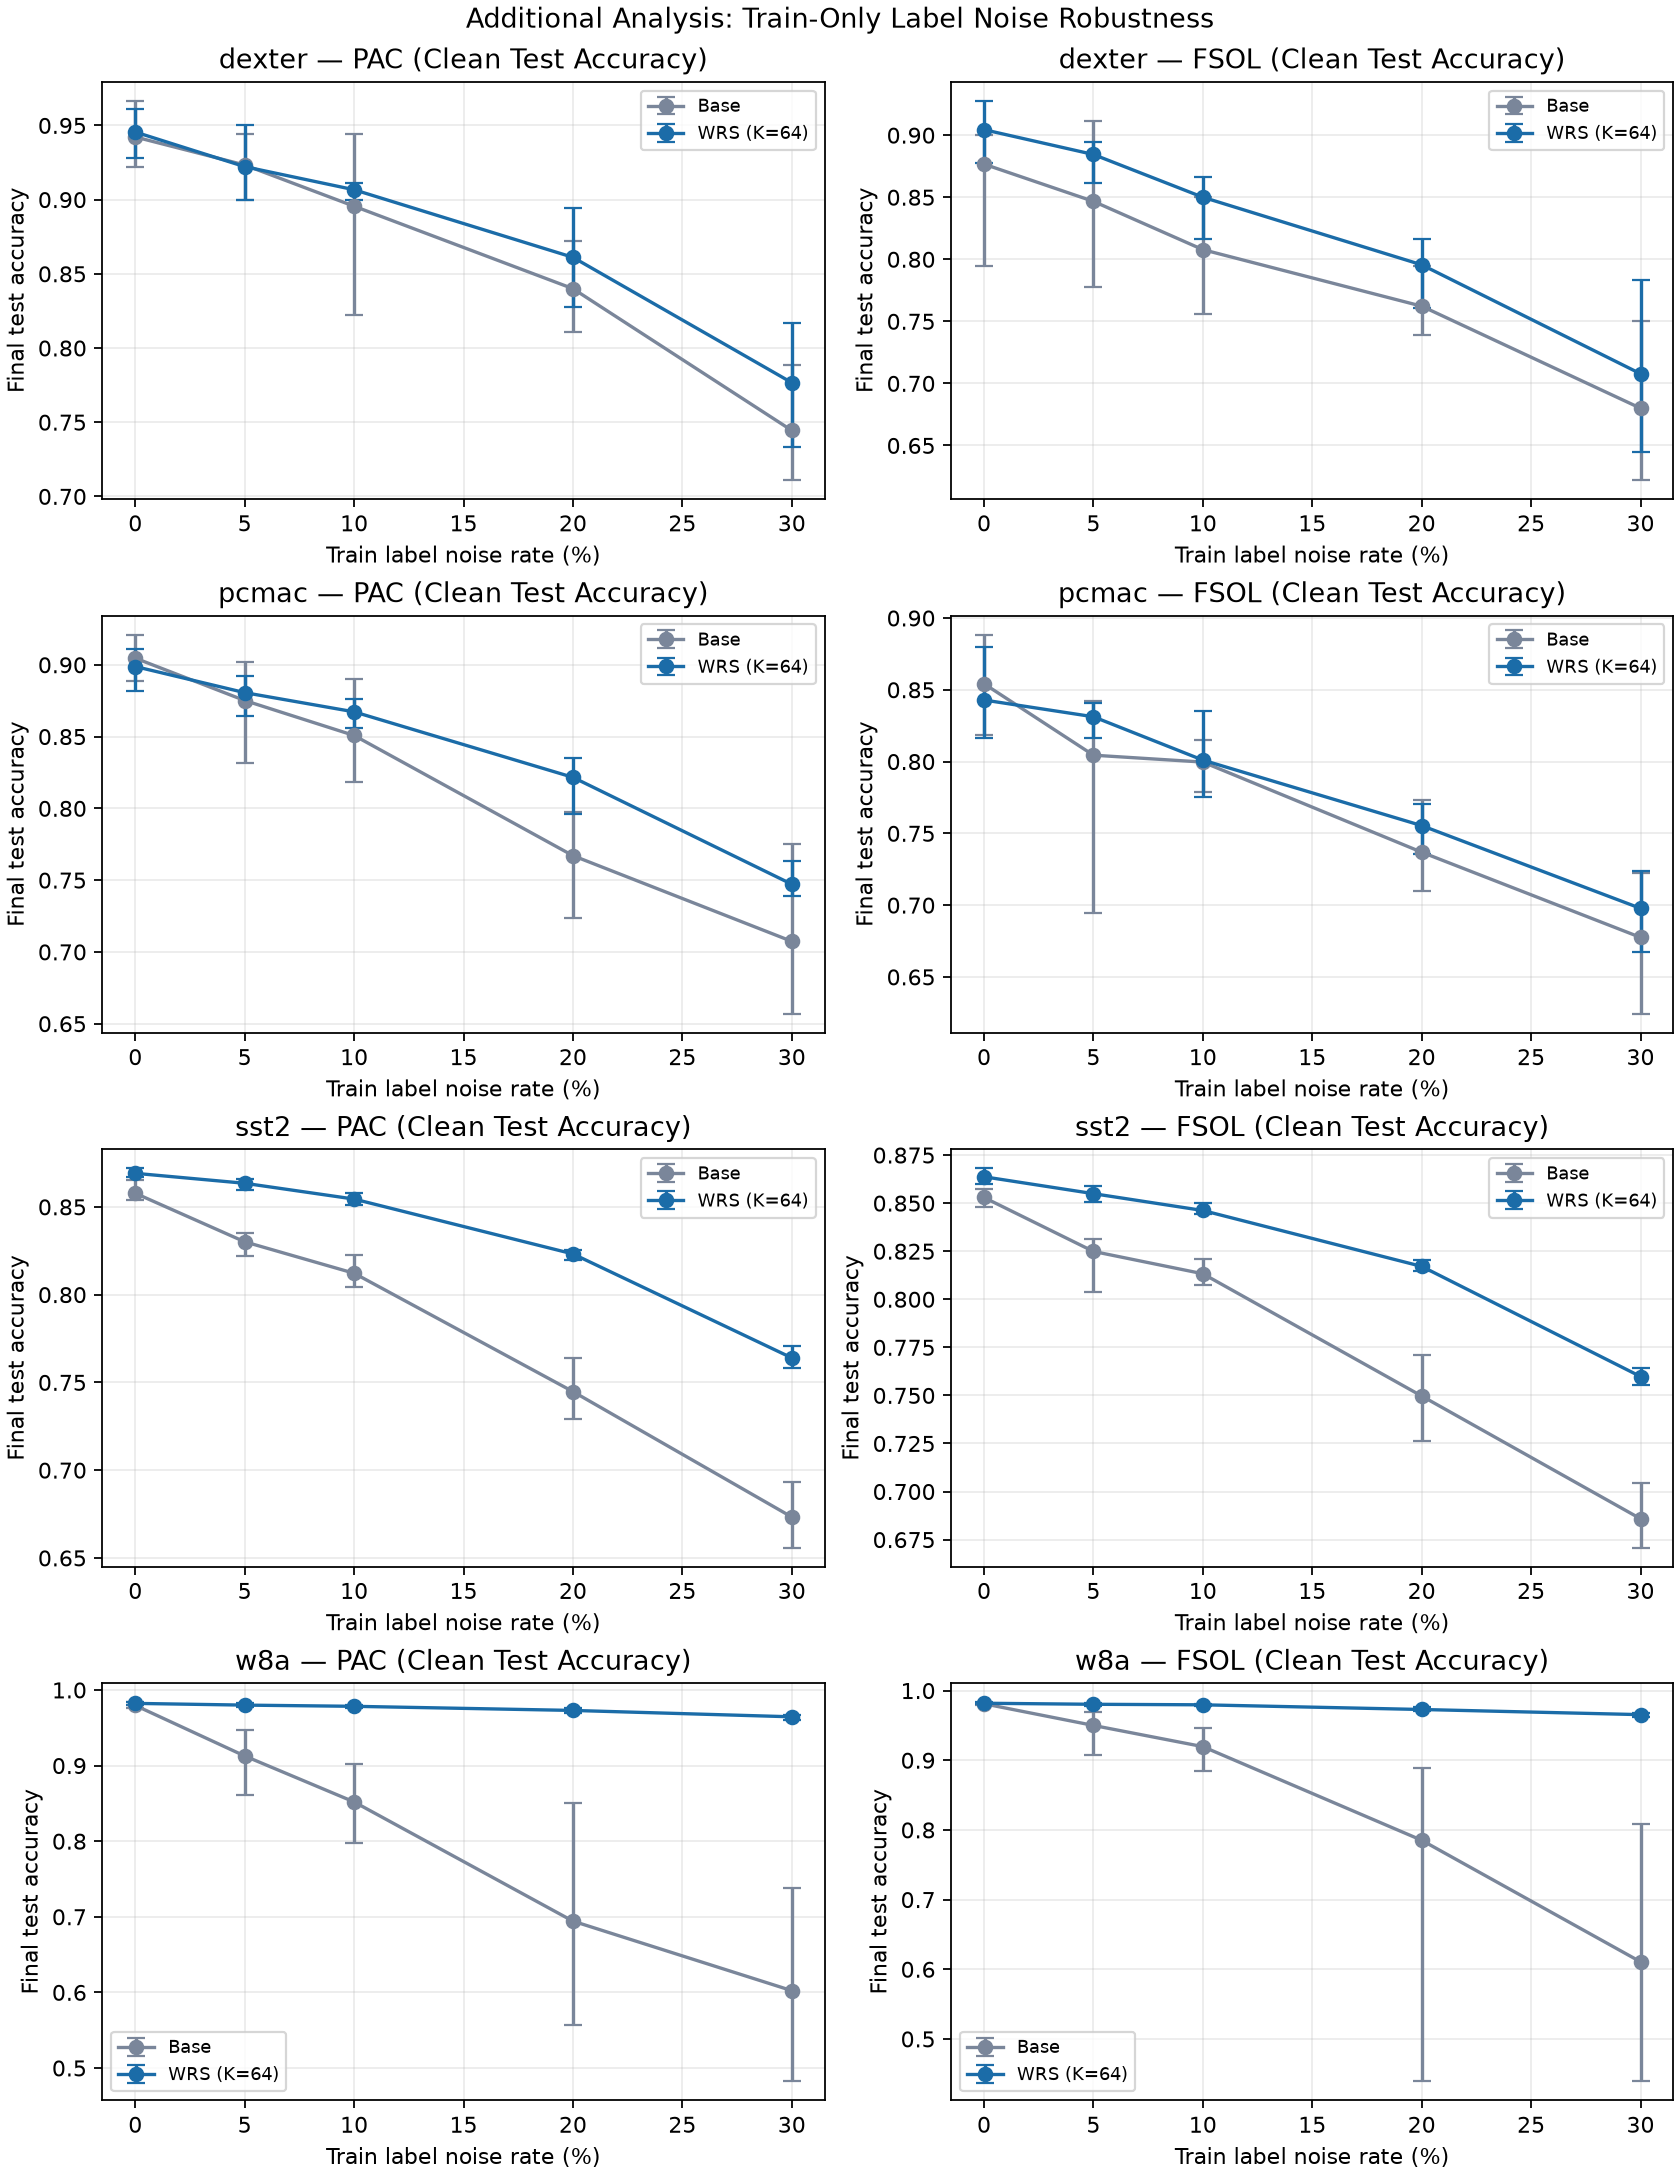 Additional Analysis: Train-Only Label Noise Robustness
dexter — PAC (Clean Test Accuracy)
Final test accuracy
0.95
0.90
0.85
0.80
0.75
0.70
Base
WRS (K=64)
0 5 10 15 20 25 30
Train label noise rate (%)
dexter — FSOL (Clean Test Accuracy)
Final test accuracy
0.90
0.85
0.80
0.75
0.70
0.65
Base
WRS (K=64)
0 5 10 15 20 25 30
Train label noise rate (%)
pcmac — PAC (Clean Test Accuracy)
Final test accuracy
0.90
0.85
0.80
0.75
0.70
0.65
Base
WRS (K=64)
0 5 10 15 20 25 30
Train label noise rate (%)
pcmac — FSOL (Clean Test Accuracy)
Final test accuracy
0.90
0.85
0.80
0.75
0.70
0.65
Base
WRS (K=64)
0 5 10 15 20 25 30
Train label noise rate (%)
sst2 — PAC (Clean Test Accuracy)
Final test accuracy
0.85
0.80
0.75
0.70
0.65
Base
WRS (K=64)
0 5 10 15 20 25 30
Train label noise rate (%)
sst2 — FSOL (Clean Test Accuracy)
Final test accuracy
0.875
0.850
0.825
0.800
0.775
0.750
0.725
0.700
0.675
Base
WRS (K=64)
0 5 10 15 20 25 30
Train label noise rate (%)
w8a — PAC (Clean Test Accuracy)
Final test accuracy
1.0
0.9
0.8
0.7
0.6
0.5
Base
WRS (K=64)
0 5 10 15 20 25 30
Train label noise rate (%)
w8a — FSOL (Clean Test Accuracy)
Final test accuracy
1.0
0.9
0.8
0.7
0.6
0.5
Base
WRS (K=64)
0 5 10 15 20 25 30
Train label noise rate (%)